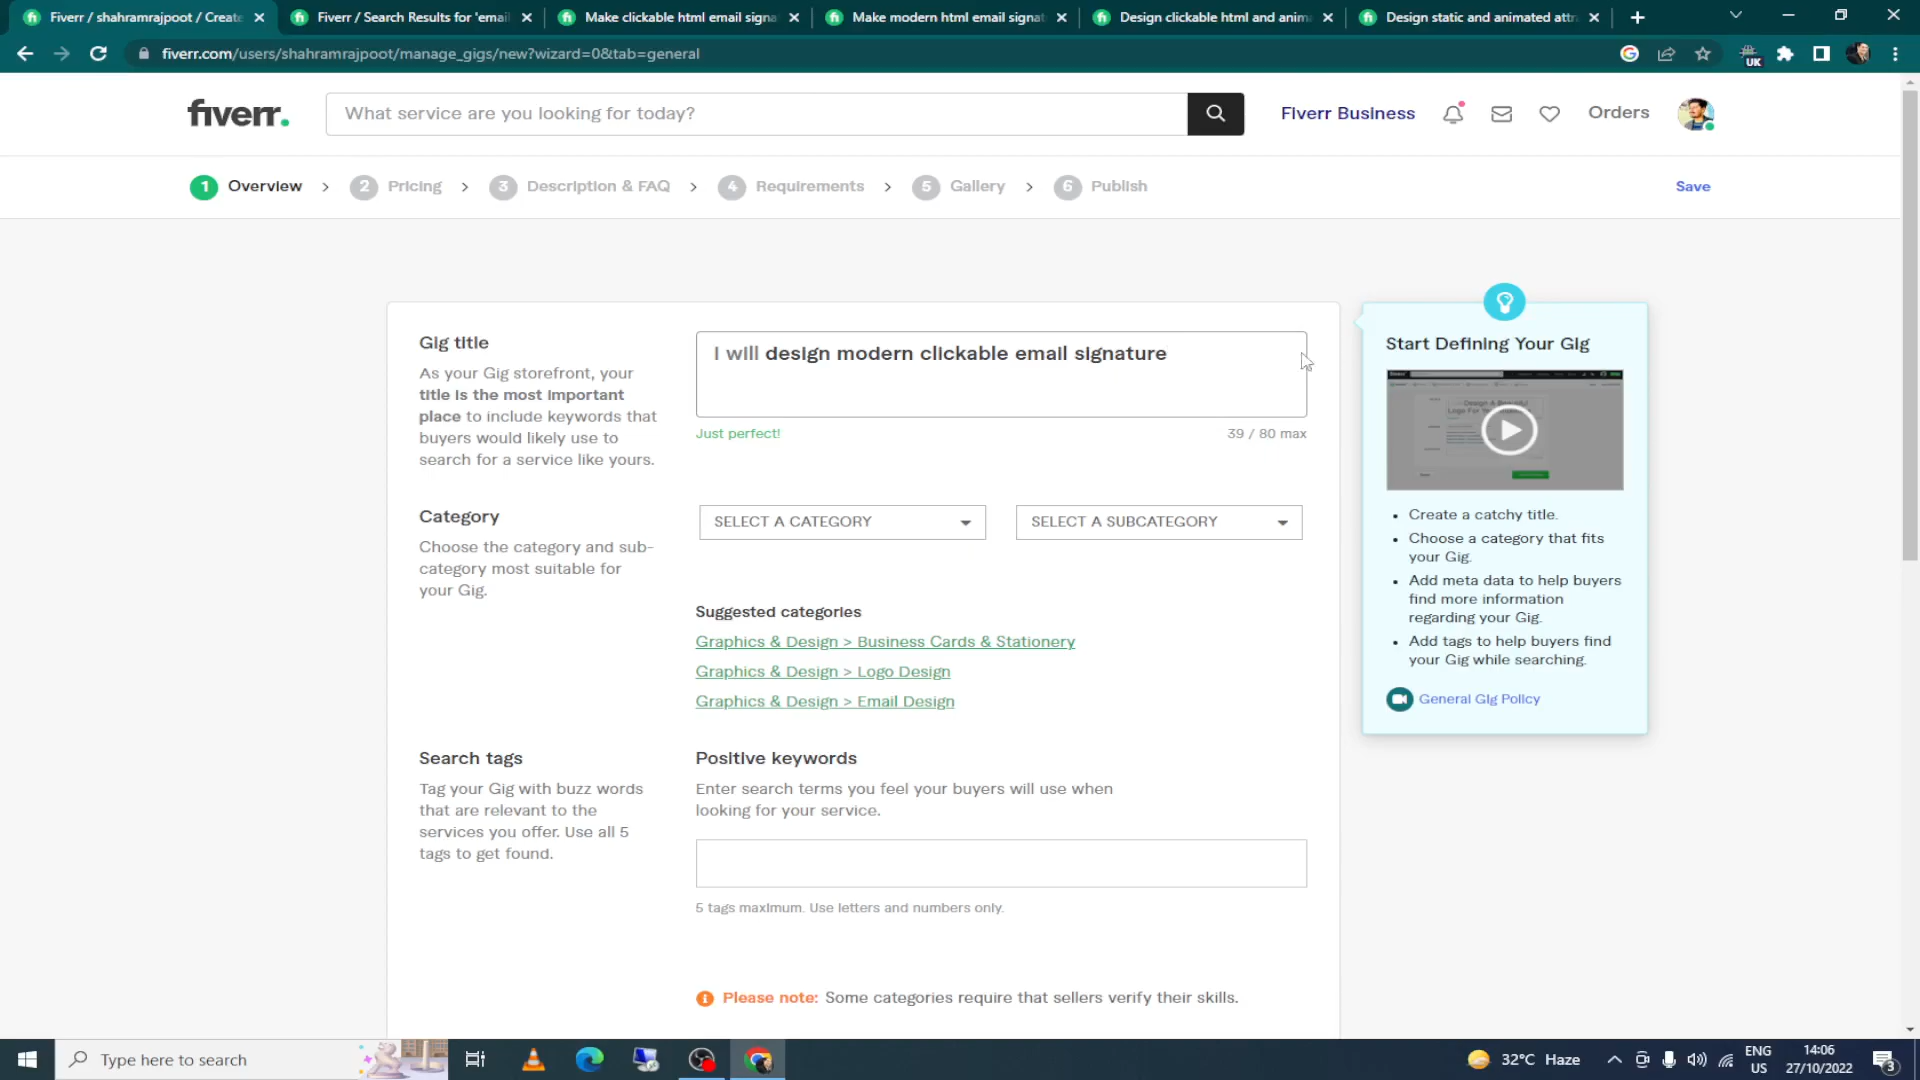 Fiverr / shahramrajpoot / Create
Fiverr / Search Results for 'email
Make clickable html email signa
Make modern html email signat
Design clickable html and anim
Design static and animated attr
fiverr.com/users/shahramrajpoot/manage_gigs/new?wizard=0&tab=general
UK
fiverr.
What service are you looking for today?
Fiverr Business
Orders
1 Overview
2 Pricing
3 Description & FAQ
4 Requirements
5 Gallery
6 Publish
Save
Gig title
As your Gig storefront, your
title is the most important
place to include keywords that
buyers would likely use to
search for a service like yours.
I will design modern clickable email signature
Just perfect!
39 / 80 max
Category
Choose the category and sub-
category most suitable for
your Gig.
SELECT A CATEGORY
SELECT A SUBCATEGORY
Suggested categories
Graphics & Design > Business Cards & Stationery
Graphics & Design > Logo Design
Graphics & Design > Email Design
Search tags
Tag your Gig with buzz words
that are relevant to the
services you offer. Use all 5
tags to get found.
Positive keywords
Enter search terms you feel your buyers will use when
looking for your service.
5 tags maximum. Use letters and numbers only.
Please note: Some categories require that sellers verify their skills.
Start Defining Your Gig
Create a catchy title.
Choose a category that fits
your Gig.
Add meta data to help buyers
find more information
regarding your Gig.
Add tags to help buyers find
your Gig while searching.
General Gig Policy
Type here to search
32°C Haze
ENG
US
14:06
27/10/2022
3